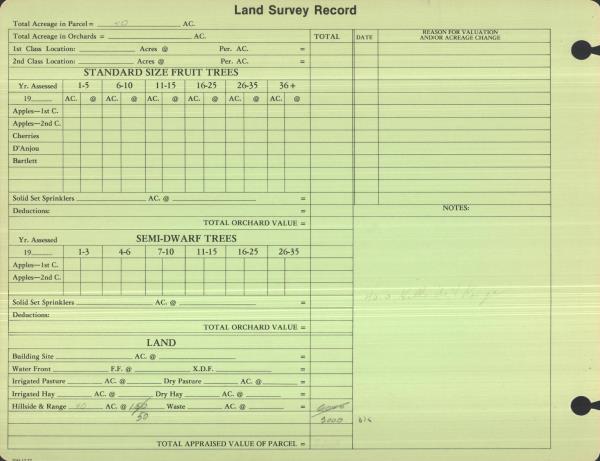 Land Survey Record
Total Acreage in Parcel = 40 AC.
Total Acreage in Orchards = AC. TOTAL DATE REASON FOR VALUATION AND/OR ACREAGE CHANGE
1st Class Location: Acres @ Per. AC. =
2nd Class Location: Acres @ Per. AC. =
STANDARD SIZE FRUIT TREES
Yr. Assessed 1-5 6-10 11-15 16-25 26-35 36+
19 AC. @ AC. @ AC. @ AC. @ AC. @ AC. @
Apples—1st C.
Apples—2nd C.
Cherries
D'Anjou
Bartlett
Solid Set Sprinklers AC. @ =
Deductions: =
NOTES:
TOTAL ORCHARD VALUE =
Yr. Assessed SEMI-DWARF TREES
19 1-3 4-6 7-10 11-15 16-25 26-35
Apples—1st C.
Apples—2nd C.
Solid Set Sprinklers AC. @ =
Deductions:
TOTAL ORCHARD VALUE =
LAND
Building Site AC. @ =
Water Front F.F. @ X.D.F. =
Irrigated Pasture AC. @ Dry Pasture AC. @ =
Irrigated Hay AC. @ Dry Hay AC. @ =
Hillside & Range 40 AC. @ 150 Waste AC. @ =
50 2000
TOTAL APPRAISED VALUE OF PARCEL =